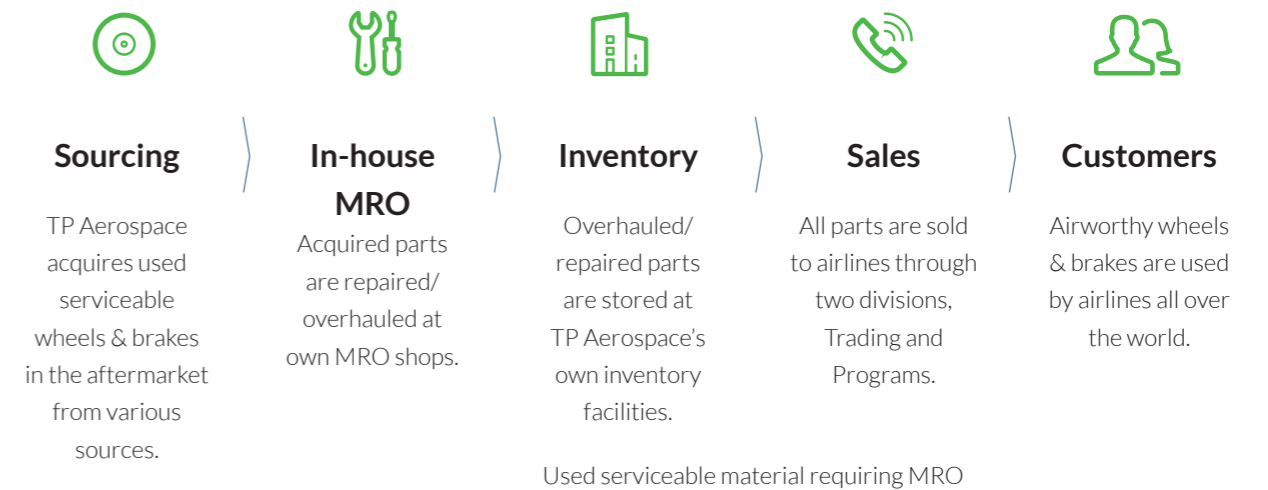 Sourcing
TP Aerospace
acquires used
serviceable
wheels & brakes
in the aftermarket
from various
sources.
In-house
MRO
Acquired parts
are repaired/
overhauled at
own MRO shops.
Inventory
Overhauled/
repaired parts
are stored at
TP Aerospace’s
own inventory
facilities.
Sales
All parts are sold
to airlines through
two divisions,
Trading and
Programs.
Customers
Airworthy wheels
& brakes are used
by airlines all over
the world.
Used serviceable material requiring MRO